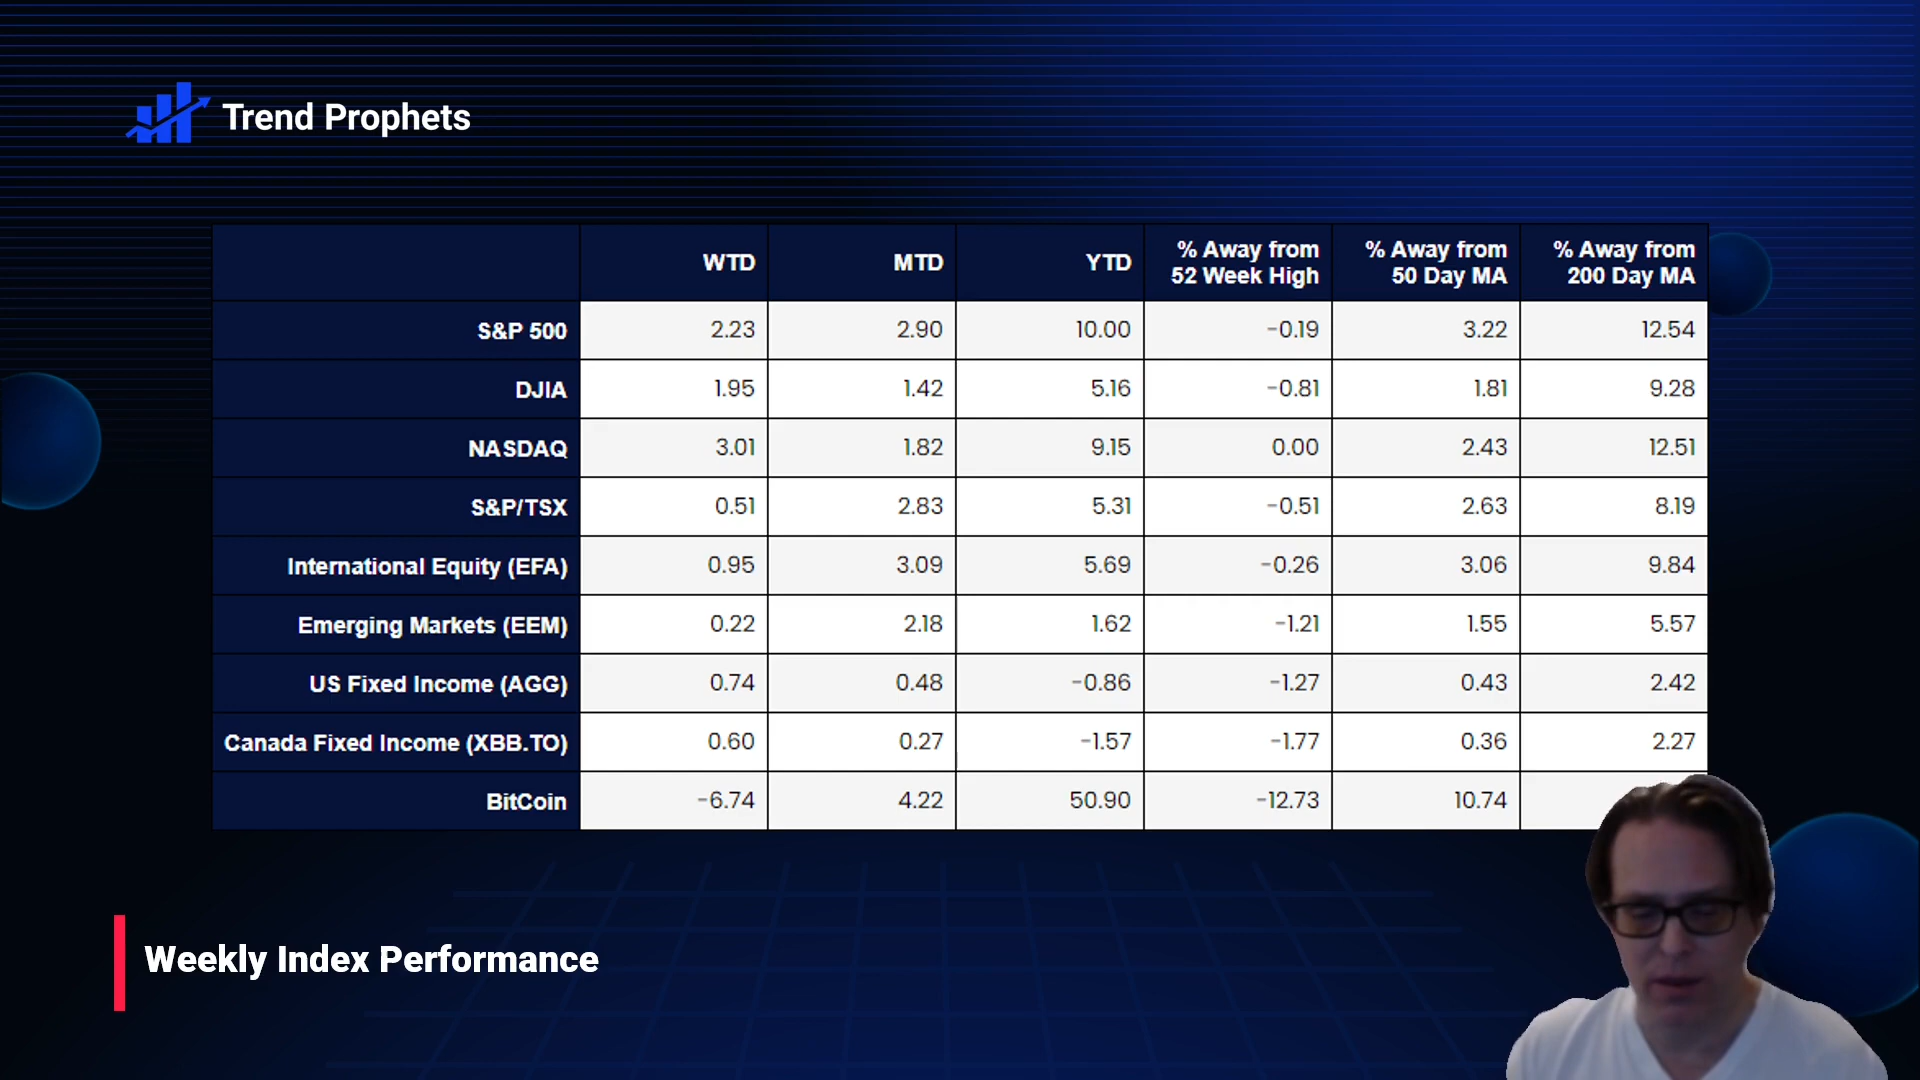 Trend Prophets
WTD MTD YTD % Away from 52 Week High % Away from 50 Day MA % Away from 200 Day MA
S&P 500 2.23 2.90 10.00 -0.19 3.22 12.54
DJIA 1.95 1.42 5.16 -0.81 1.81 9.28
NASDAQ 3.01 1.82 9.15 0.00 2.43 12.51
S&P/TSX 0.51 2.83 5.31 -0.51 2.63 8.19
International Equity (EFA) 0.95 3.09 5.69 -0.26 3.06 9.84
Emerging Markets (EEM) 0.22 2.18 1.62 -1.21 1.55 5.57
US Fixed Income (AGG) 0.74 0.48 -0.86 -1.27 0.43 2.42
Canada Fixed Income (XBB.TO) 0.60 0.27 -1.57 -1.77 0.36 2.27
BitCoin -6.74 4.22 50.90 -12.73 10.74
Weekly Index Performance